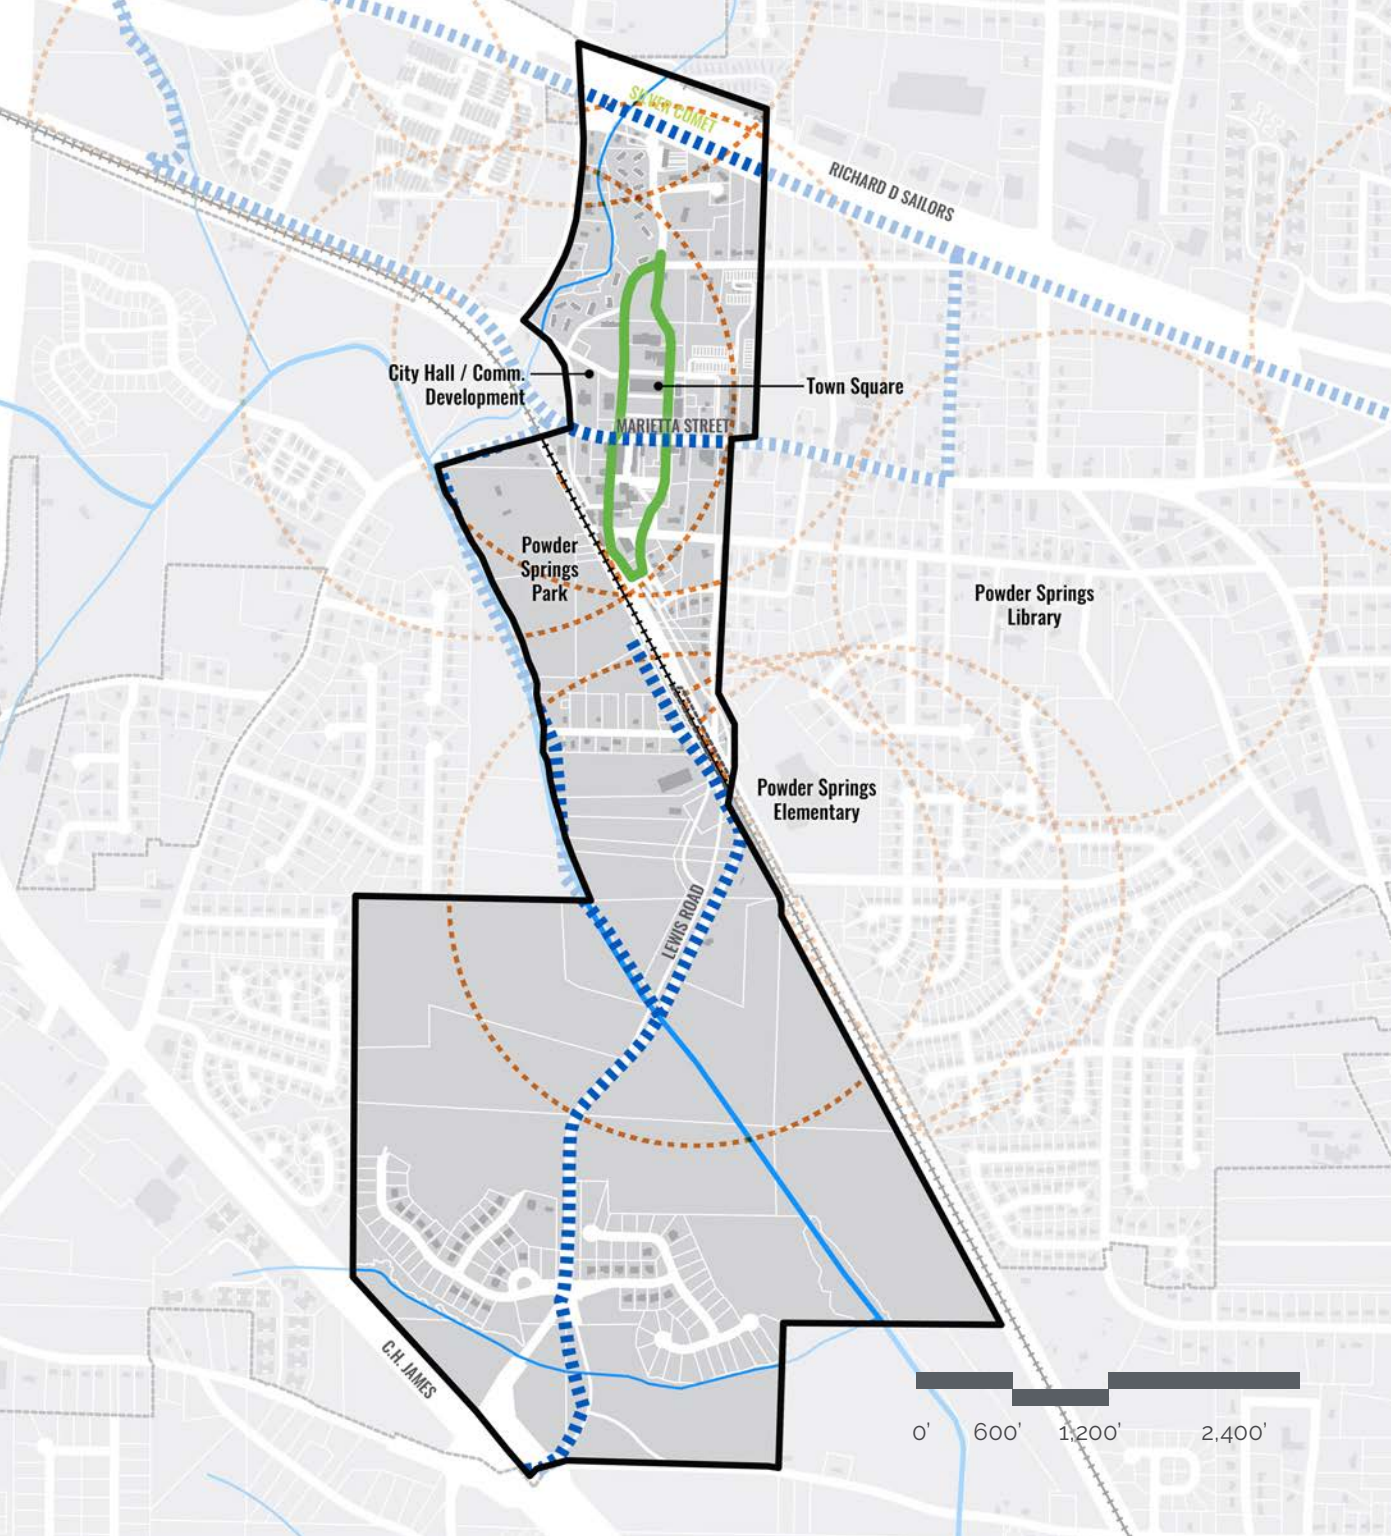 SILVER COMET
RICHARD D SAILORS
City Hall / Comm.
Development
Town Square
MARIETTA STREET
Powder
Springs
Park
Powder Springs
Library
Powder Springs
Elementary
LEWIS ROAD
C.H. JAMES
0' 600' 1,200' 2,400'